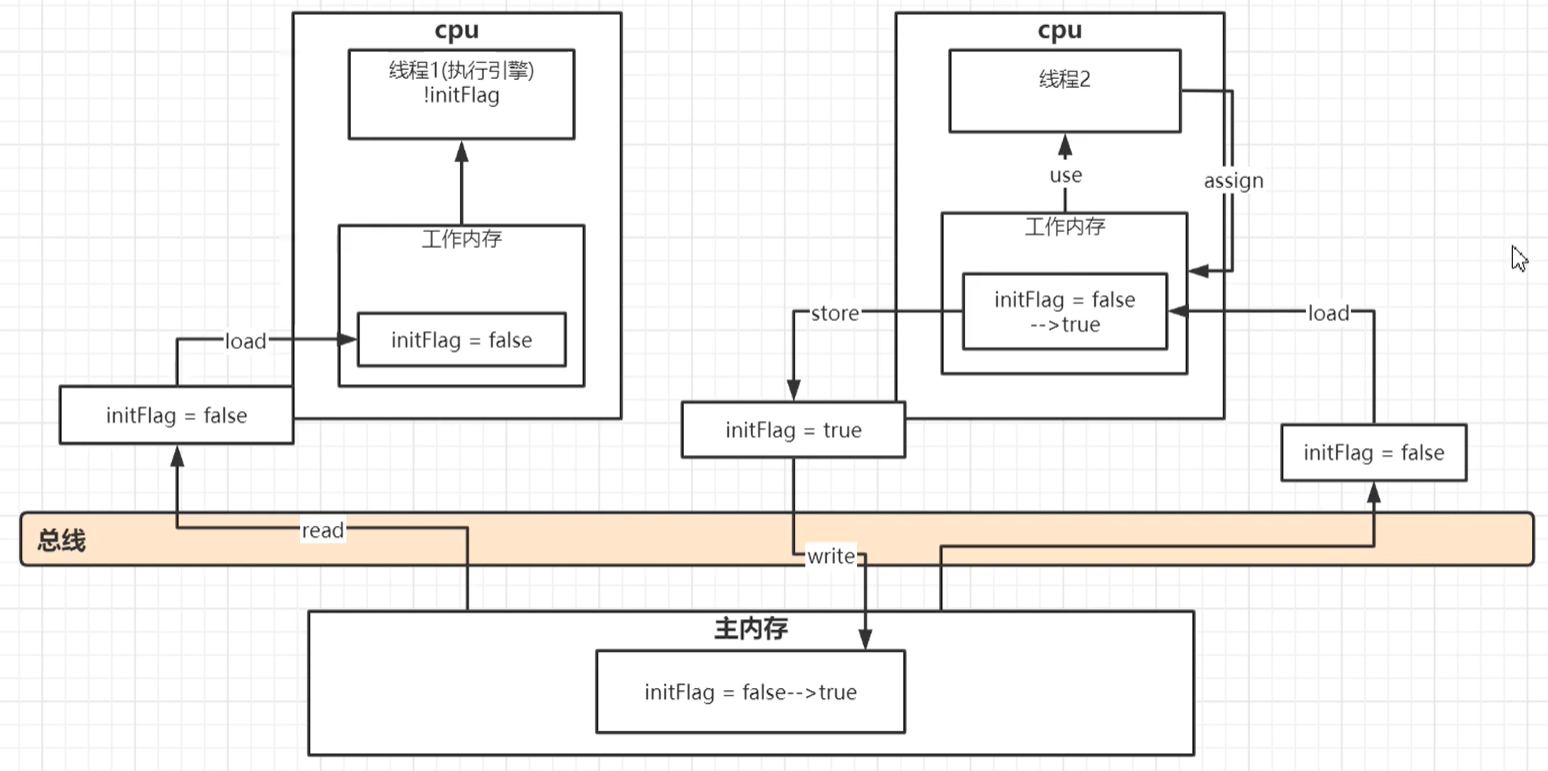 cpu
线程1(执行引擎)
!initFlag
工作内存
initFlag = false
load
initFlag = false
read
cpu
线程2
use
assign
工作内存
initFlag = false
-->true
store
load
initFlag = true
initFlag = false
总线
write
主内存
initFlag = false-->true